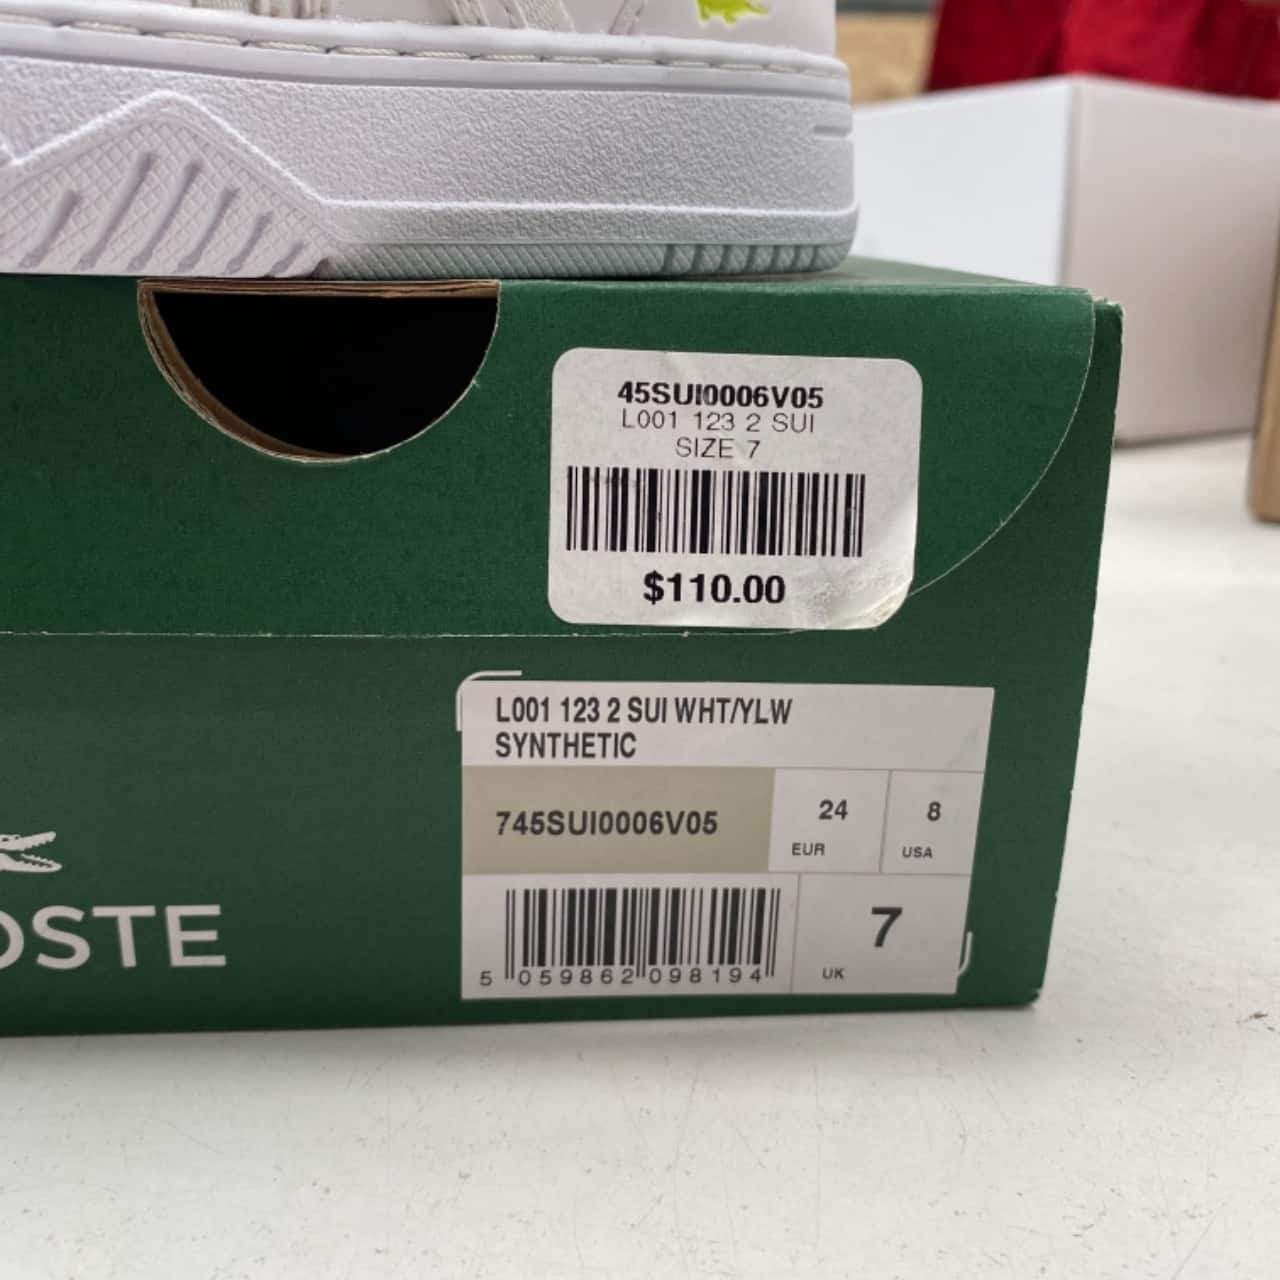 45SUI0006V05
L001 123 2 SUI
SIZE 7
$110.00
L001 123 2 SUI WHT/YLW
SYNTHETIC
745SUI0006V05
24
EUR
8
USA
5 059862 098194
7
UK
OSTE